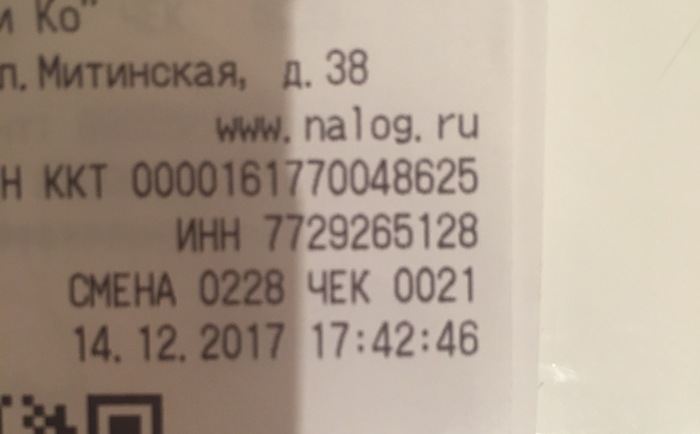 и Ко"
л. Митинская, д. 38
www.nalog.ru
Н ККТ 0000161770048625
ИНН 7729265128
СМЕНА 0228 ЧЕК 0021
14.12.2017 17:42:46